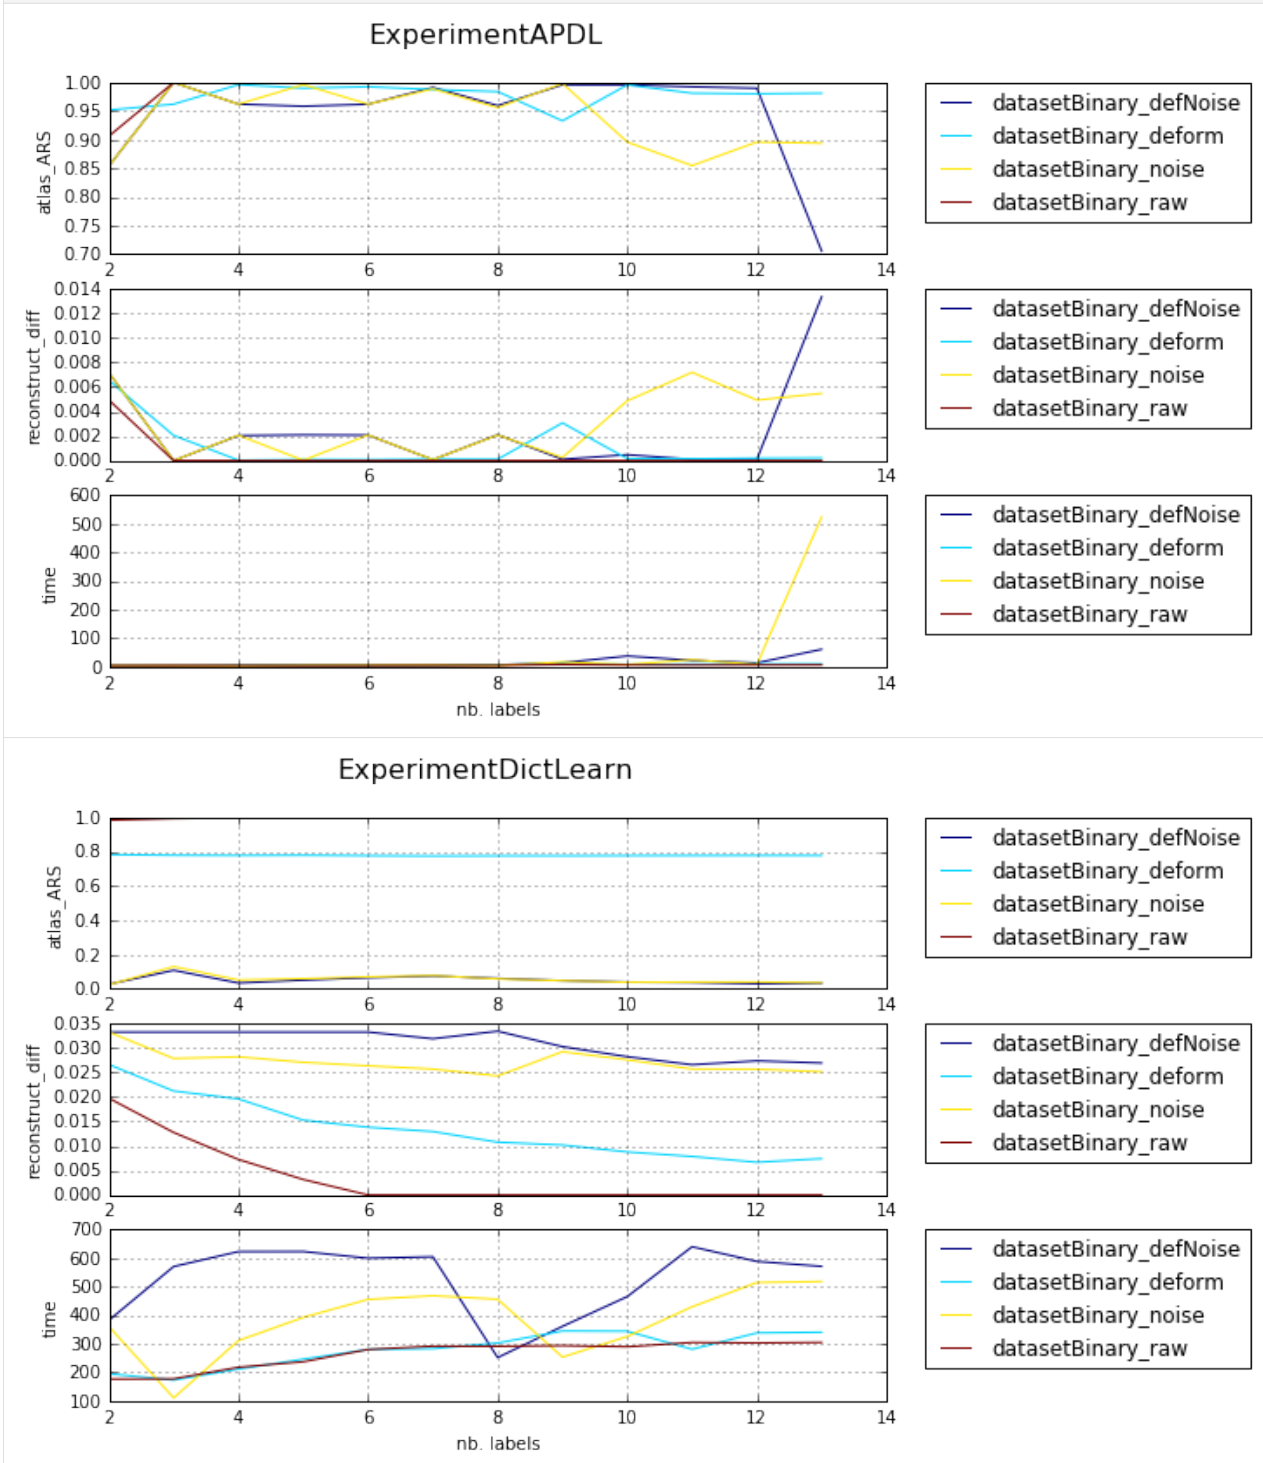 ExperimentAPDL
atlas_ARS
1.00
0.95
0.90
0.85
0.80
0.75
0.70
2 4 6 8 10 12 14
datasetBinary_defNoise
datasetBinary_deform
datasetBinary_noise
datasetBinary_raw
reconstruct_diff
0.014
0.012
0.010
0.008
0.006
0.004
0.002
0.000
2 4 6 8 10 12 14
datasetBinary_defNoise
datasetBinary_deform
datasetBinary_noise
datasetBinary_raw
time
600
500
400
300
200
100
0
2 4 6 8 10 12 14
nb. labels
datasetBinary_defNoise
datasetBinary_deform
datasetBinary_noise
datasetBinary_raw
ExperimentDictLearn
atlas_ARS
1.0
0.8
0.6
0.4
0.2
0.0
2 4 6 8 10 12 14
datasetBinary_defNoise
datasetBinary_deform
datasetBinary_noise
datasetBinary_raw
reconstruct_diff
0.035
0.030
0.025
0.020
0.015
0.010
0.005
0.000
2 4 6 8 10 12 14
datasetBinary_defNoise
datasetBinary_deform
datasetBinary_noise
datasetBinary_raw
time
700
600
500
400
300
200
100
2 4 6 8 10 12 14
nb. labels
datasetBinary_defNoise
datasetBinary_deform
datasetBinary_noise
datasetBinary_raw